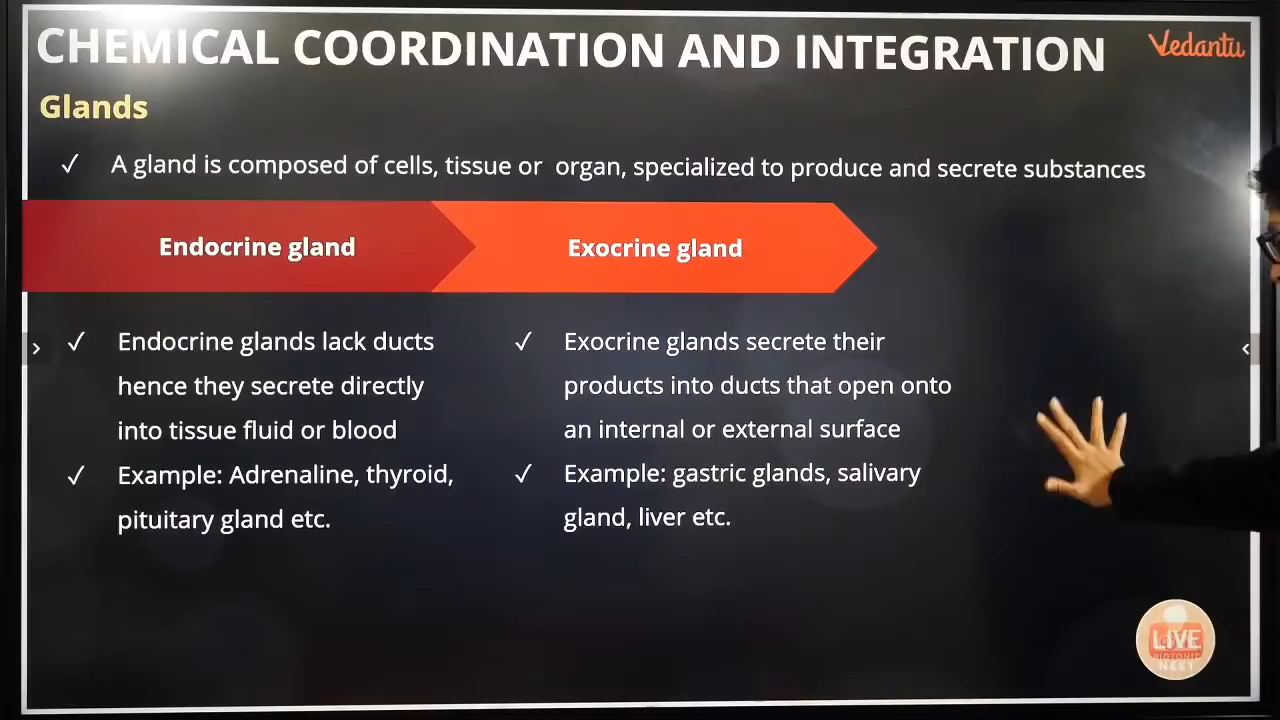 CHEMICAL COORDINATION AND INTEGRATION
Vedantu
Glands
✓ A gland is composed of cells, tissue or organ, specialized to produce and secrete substances
Endocrine gland
Exocrine gland
✓ Endocrine glands lack ducts
hence they secrete directly
into tissue fluid or blood
✓ Example: Adrenaline, thyroid,
pituitary gland etc.
✓ Exocrine glands secrete their
products into ducts that open onto
an internal or external surface
✓ Example: gastric glands, salivary
gland, liver etc.
LIVE
NEET